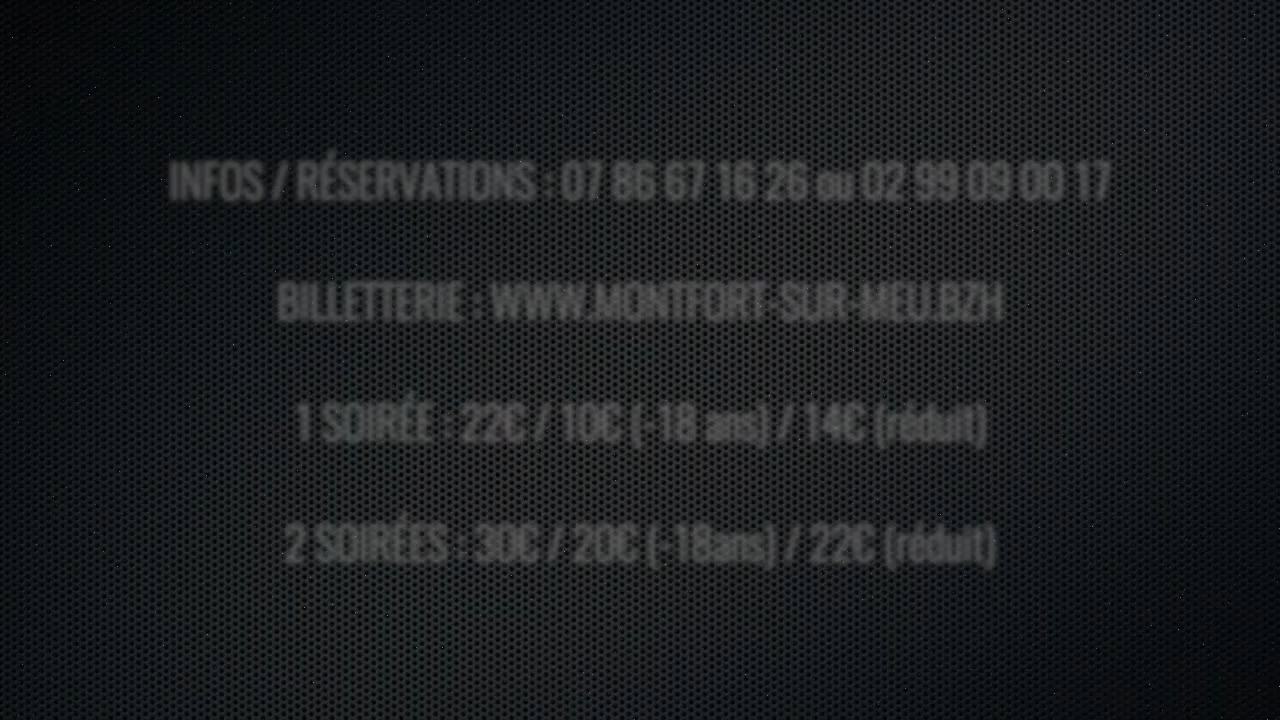 INFOS / RÉSERVATIONS : 07 86 67 16 26 ou 02 99 09 00 17
BILLETTERIE : WWW.MONTFORT-SUR-MEU.BZH
1 SOIRÉE : 22€ / 10€ (-18 ans) / 14€ (réduit)
2 SOIRÉES : 30€ / 20€ (-18ans) / 22€ (réduit)